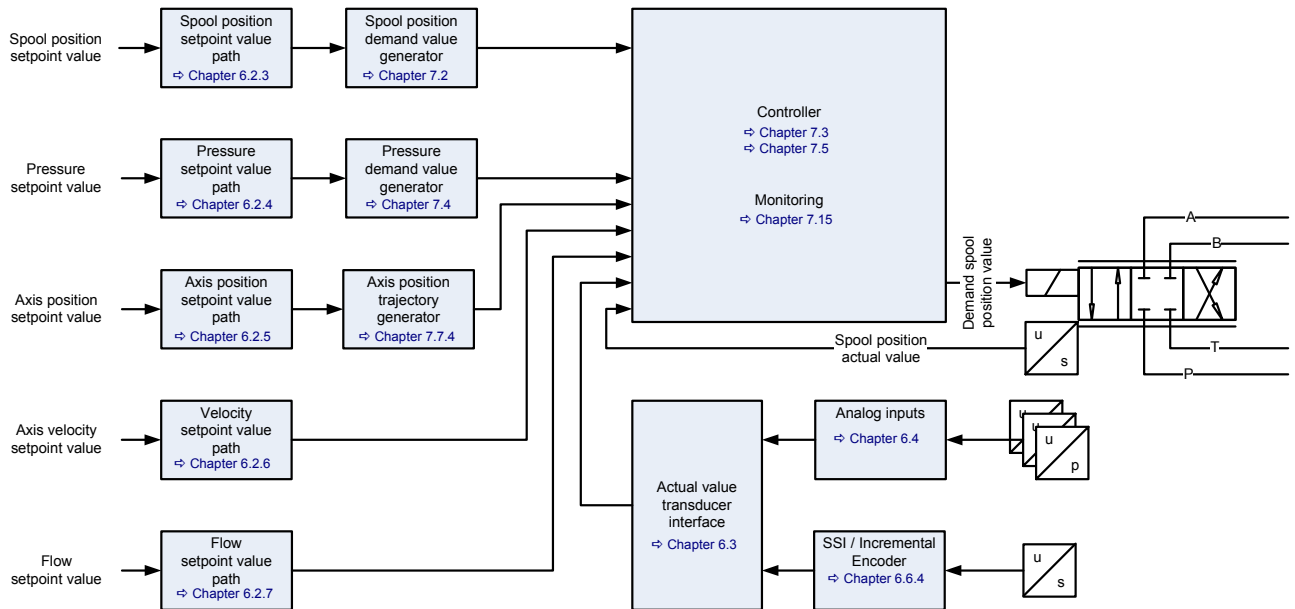 Spool position
setpoint value
Spool position
setpoint value
path
⇨ Chapter 6.2.3
Spool position
demand value
generator
⇨ Chapter 7.2
Controller
⇨ Chapter 7.3
⇨ Chapter 7.5
Monitoring
⇨ Chapter 7.15
Pressure
setpoint value
Pressure
setpoint value
path
⇨ Chapter 6.2.4
Pressure
demand value
generator
⇨ Chapter 7.4
Axis position
setpoint value
Axis position
setpoint value
path
⇨ Chapter 6.2.5
Axis position
trajectory
generator
⇨ Chapter 7.7.4
Demand spool
position value
A
B
T
P
Spool position
actual value
u
s
Axis velocity
setpoint value
Velocity
setpoint value
path
⇨ Chapter 6.2.6
Flow
setpoint value
Flow
setpoint value
path
⇨ Chapter 6.2.7
Actual value
transducer
interface
⇨ Chapter 6.3
Analog inputs
⇨ Chapter 6.4
u
u
u
p
SSI / Incremental
Encoder
⇨ Chapter 6.6.4
u
s